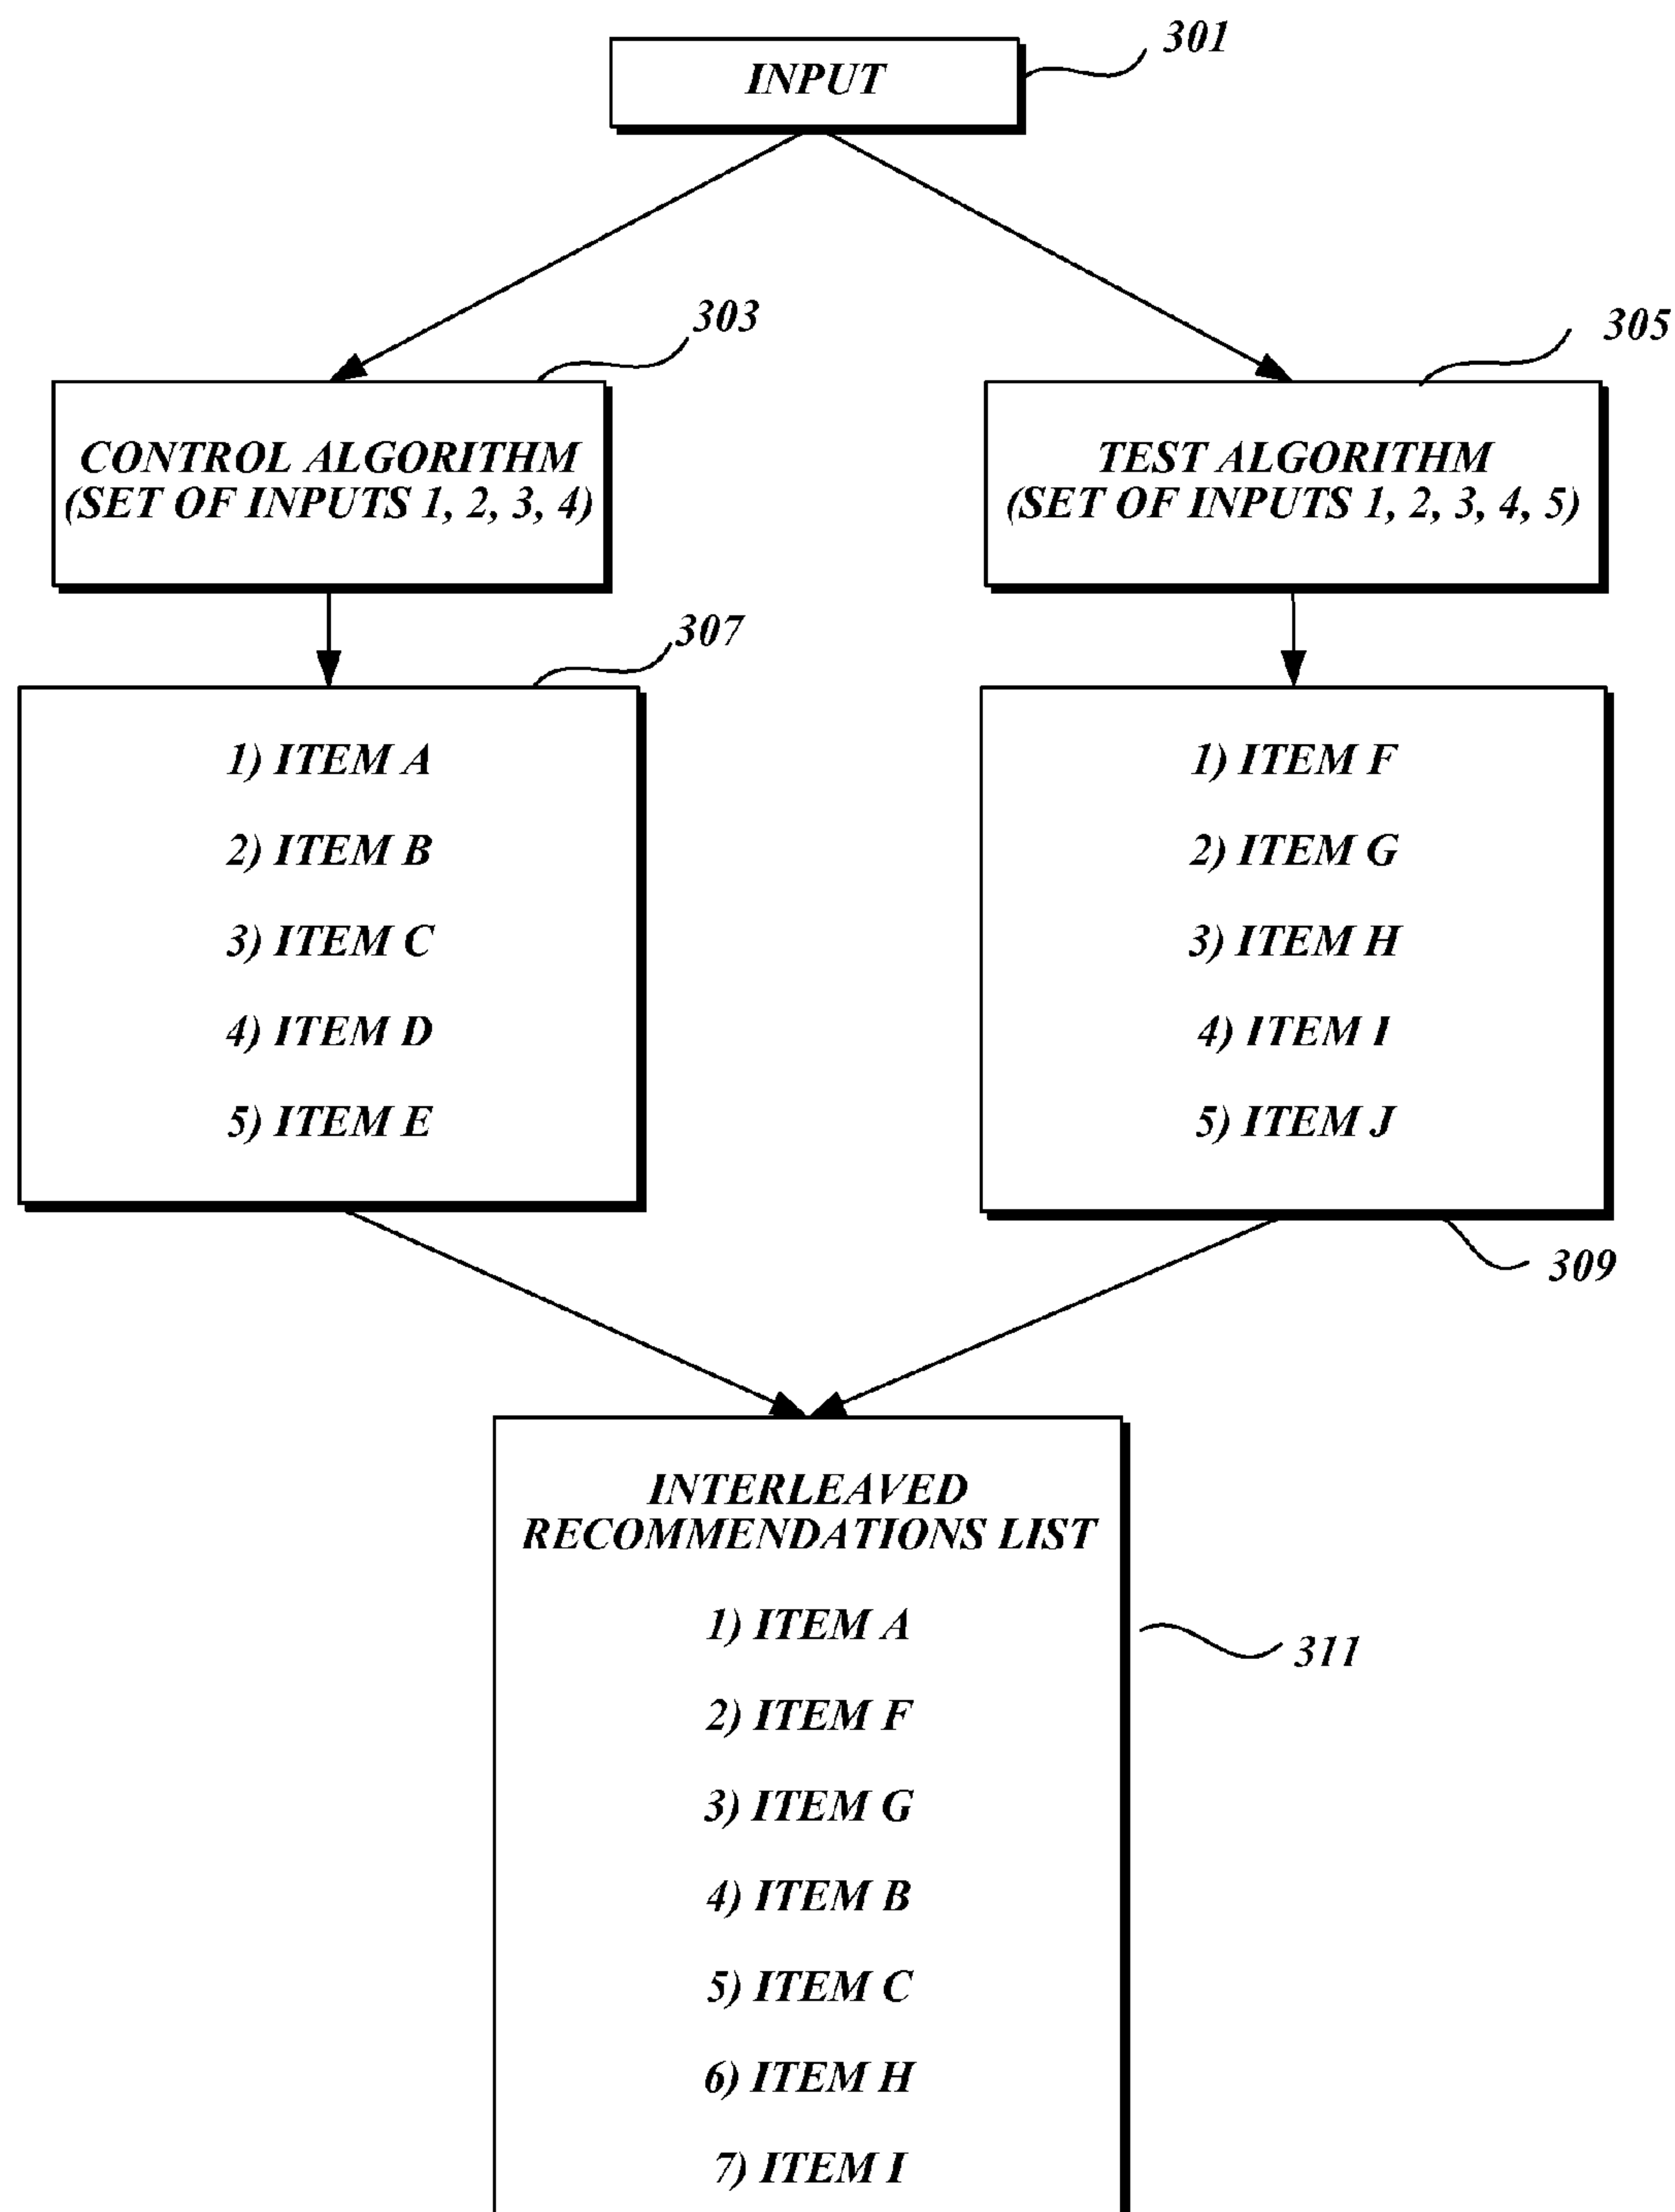 INPUT
301
303
305
CONTROL ALGORITHM
(SET OF INPUTS 1, 2, 3, 4)
TEST ALGORITHM
(SET OF INPUTS 1, 2, 3, 4, 5)
307
1) ITEM A
2) ITEM B
3) ITEM C
4) ITEM D
5) ITEM E
1) ITEM F
2) ITEM G
3) ITEM H
4) ITEM I
5) ITEM J
309
INTERLEAVED
RECOMMENDATIONS LIST
1) ITEM A
2) ITEM F
3) ITEM G
4) ITEM B
5) ITEM C
6) ITEM H
7) ITEM I
311